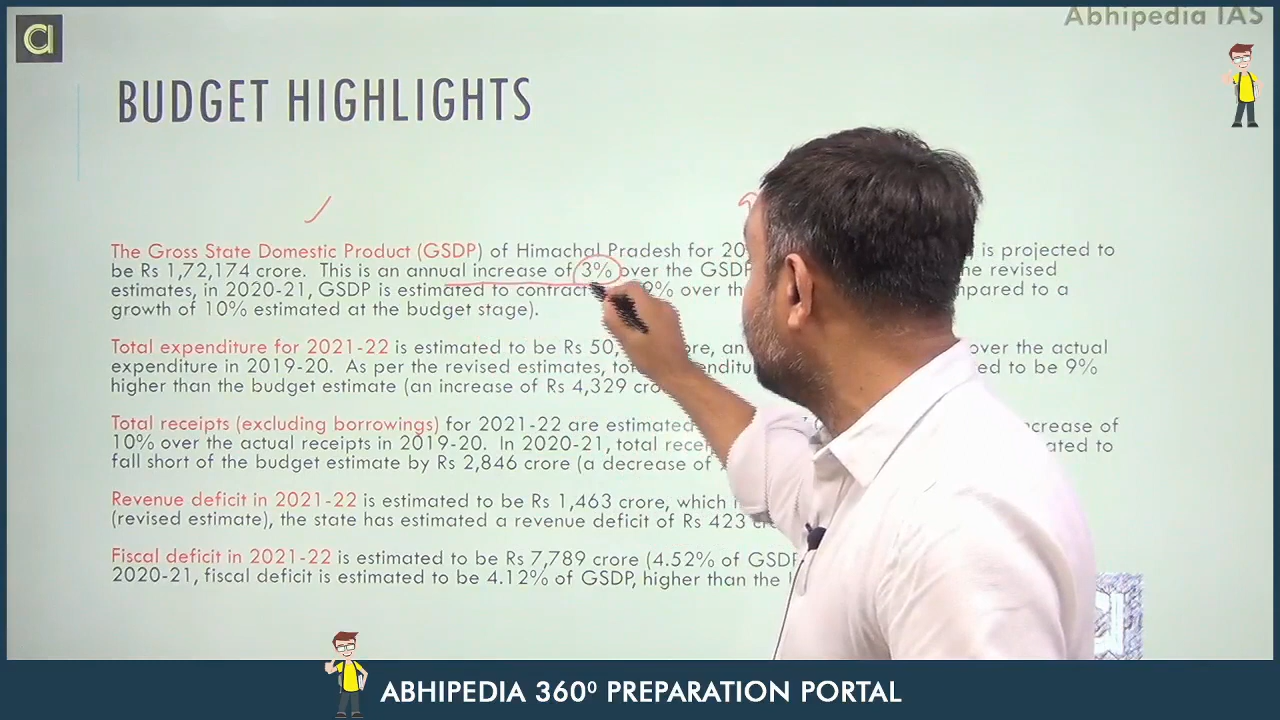 Abhipedia IAS
BUDGET HIGHLIGHTS
The Gross State Domestic Product (GSDP) of Himachal Pradesh for 20 is projected to
be Rs 1,72,174 crore. This is an annual increase of 3% over the GSDP the revised
estimates, in 2020-21, GSDP is estimated to contract 9% over the compared to a
growth of 10% estimated at the budget stage).
Total expenditure for 2021-22 is estimated to be Rs 50, an over the actual
expenditure in 2019-20. As per the revised estimates, to be 9%
higher than the budget estimate (an increase of Rs 4,329
Total receipts (excluding borrowings) for 2021-22 are estimated increase of
10% over the actual receipts in 2019-20. In 2020-21, total to
fall short of the budget estimate by Rs 2,846 crore (a decrease of
Revenue deficit in 2021-22 is estimated to be Rs 1,463 crore, which
(revised estimate), the state has estimated a revenue deficit of Rs 423
Fiscal deficit in 2021-22 is estimated to be Rs 7,789 crore (4.52% of GSDP
2020-21, fiscal deficit is estimated to be 4.12% of GSDP, higher than the
ABHIPEDIA 360⁰ PREPARATION PORTAL